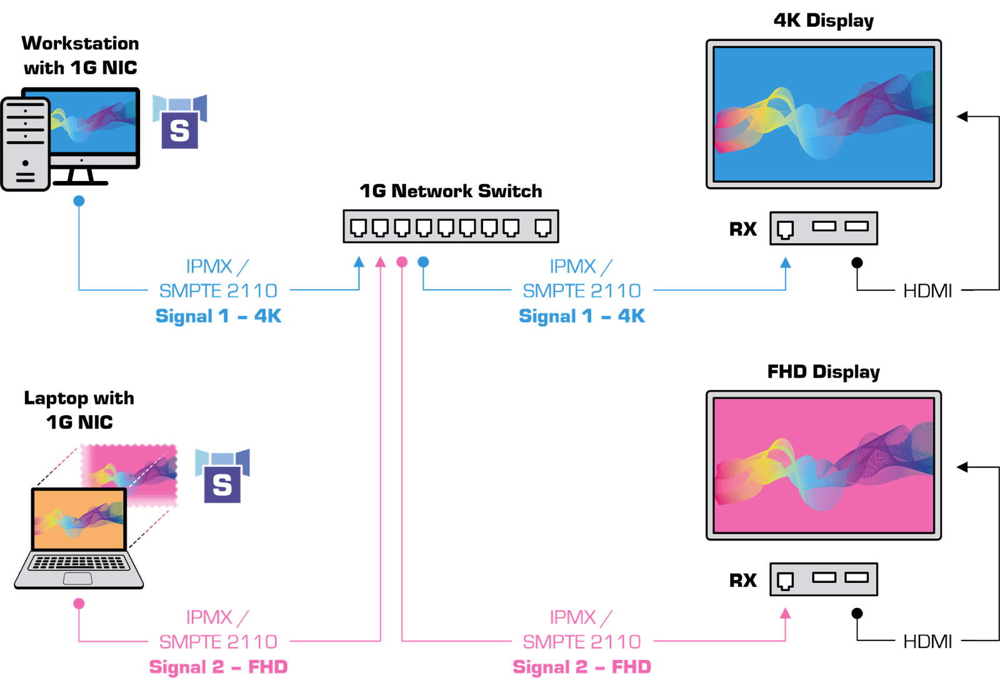 4K Display
Workstation
with 1G NIC
S
1G Network Switch
RX
IPMX /
SMPTE 2110
Signal 1 – 4K
IPMX /
SMPTE 2110
Signal 1 – 4K
HDMI
FHD Display
Laptop with
1G NIC
S
RX
IPMX /
SMPTE 2110
Signal 2 – FHD
IPMX /
SMPTE 2110
Signal 2 – FHD
HDMI